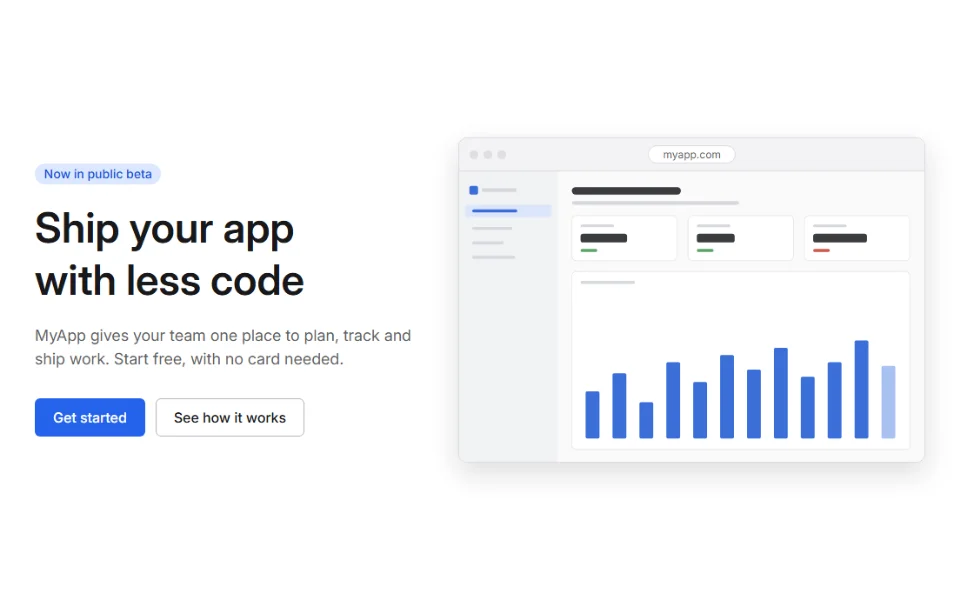 Now in public beta
Ship your app
with less code
MyApp gives your team one place to plan, track and
ship work. Start free, with no card needed.
Get started
See how it works
myapp.com